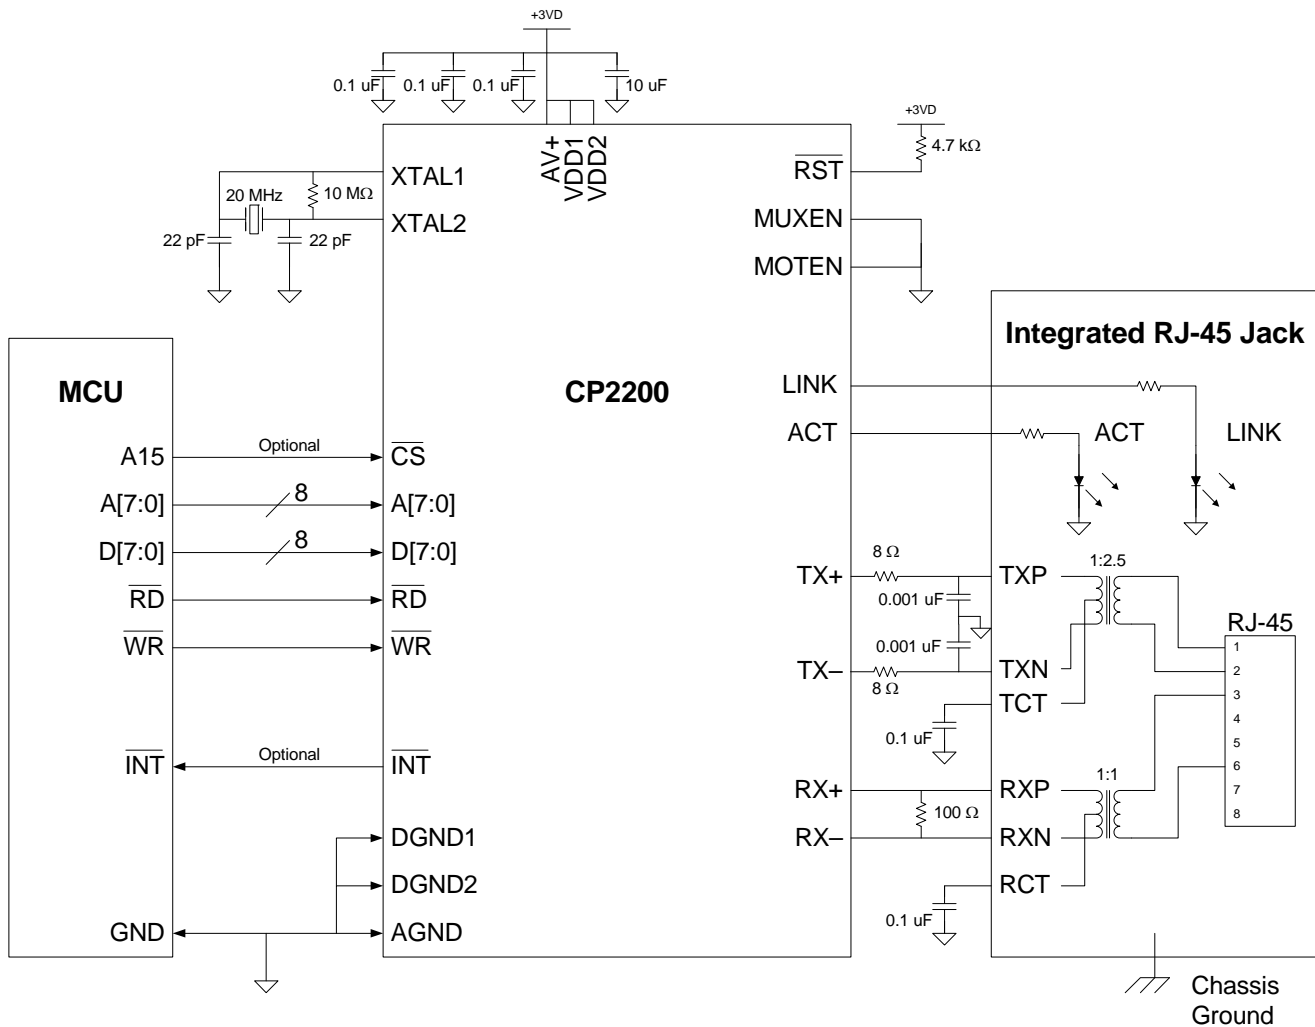 +3VD
0.1 uF
0.1 uF
0.1 uF
10 uF
+3VD
4.7 kΩ
AV+
VDD1
VDD2
XTAL1
XTAL2
20 MHz
10 MΩ
22 pF
22 pF
RST
MUXEN
MOTEN
Integrated RJ-45 Jack
MCU
CP2200
LINK
ACT
ACT
LINK
A15
Optional
CS
A[7:0]
8
A[7:0]
D[7:0]
8
D[7:0]
RD
RD
WR
WR
INT
Optional
INT
DGND1
DGND2
GND
AGND
TX+
8 Ω
0.001 uF
TXP
1:2.5
0.001 uF
TX–
8 Ω
TXN
TCT
0.1 uF
RX+
RXP
1:1
100 Ω
RX–
RXN
RCT
0.1 uF
RJ-45
1
2
3
4
5
6
7
8
Chassis
Ground